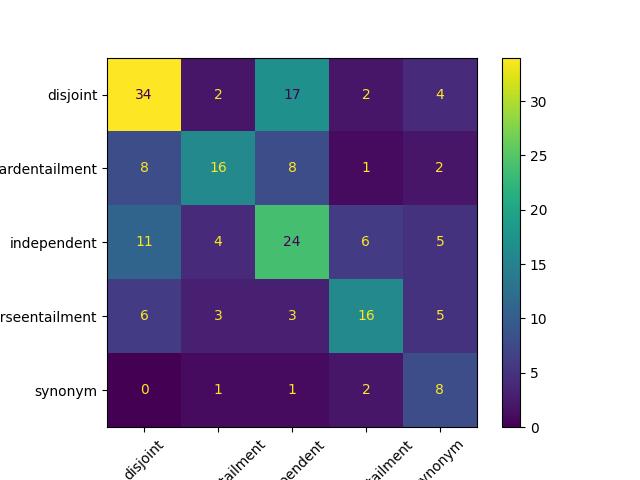 disjoint 34 2 17 2 4
ardentailment 8 16 8 1 2
independent 11 4 24 6 5
rseentailment 6 3 3 16 5
synonym 0 1 1 2 8
disjoint tailment pendent tailment ynonym
30
25
20
15
10
5
0